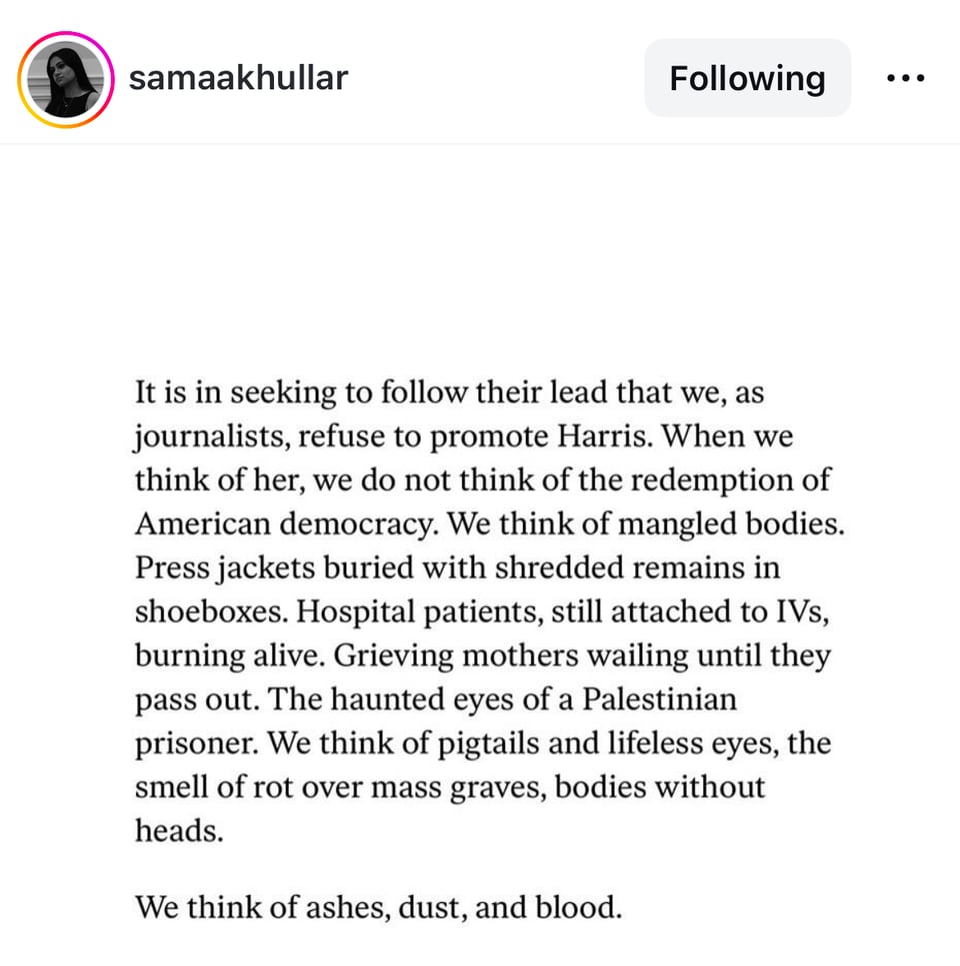 samaakhullar
Following
It is in seeking to follow their lead that we, as
journalists, refuse to promote Harris. When we
think of her, we do not think of the redemption of
American democracy. We think of mangled bodies.
Press jackets buried with shredded remains in
shoeboxes. Hospital patients, still attached to IVs,
burning alive. Grieving mothers wailing until they
pass out. The haunted eyes of a Palestinian
prisoner. We think of pigtails and lifeless eyes, the
smell of rot over mass graves, bodies without
heads.
We think of ashes, dust, and blood.